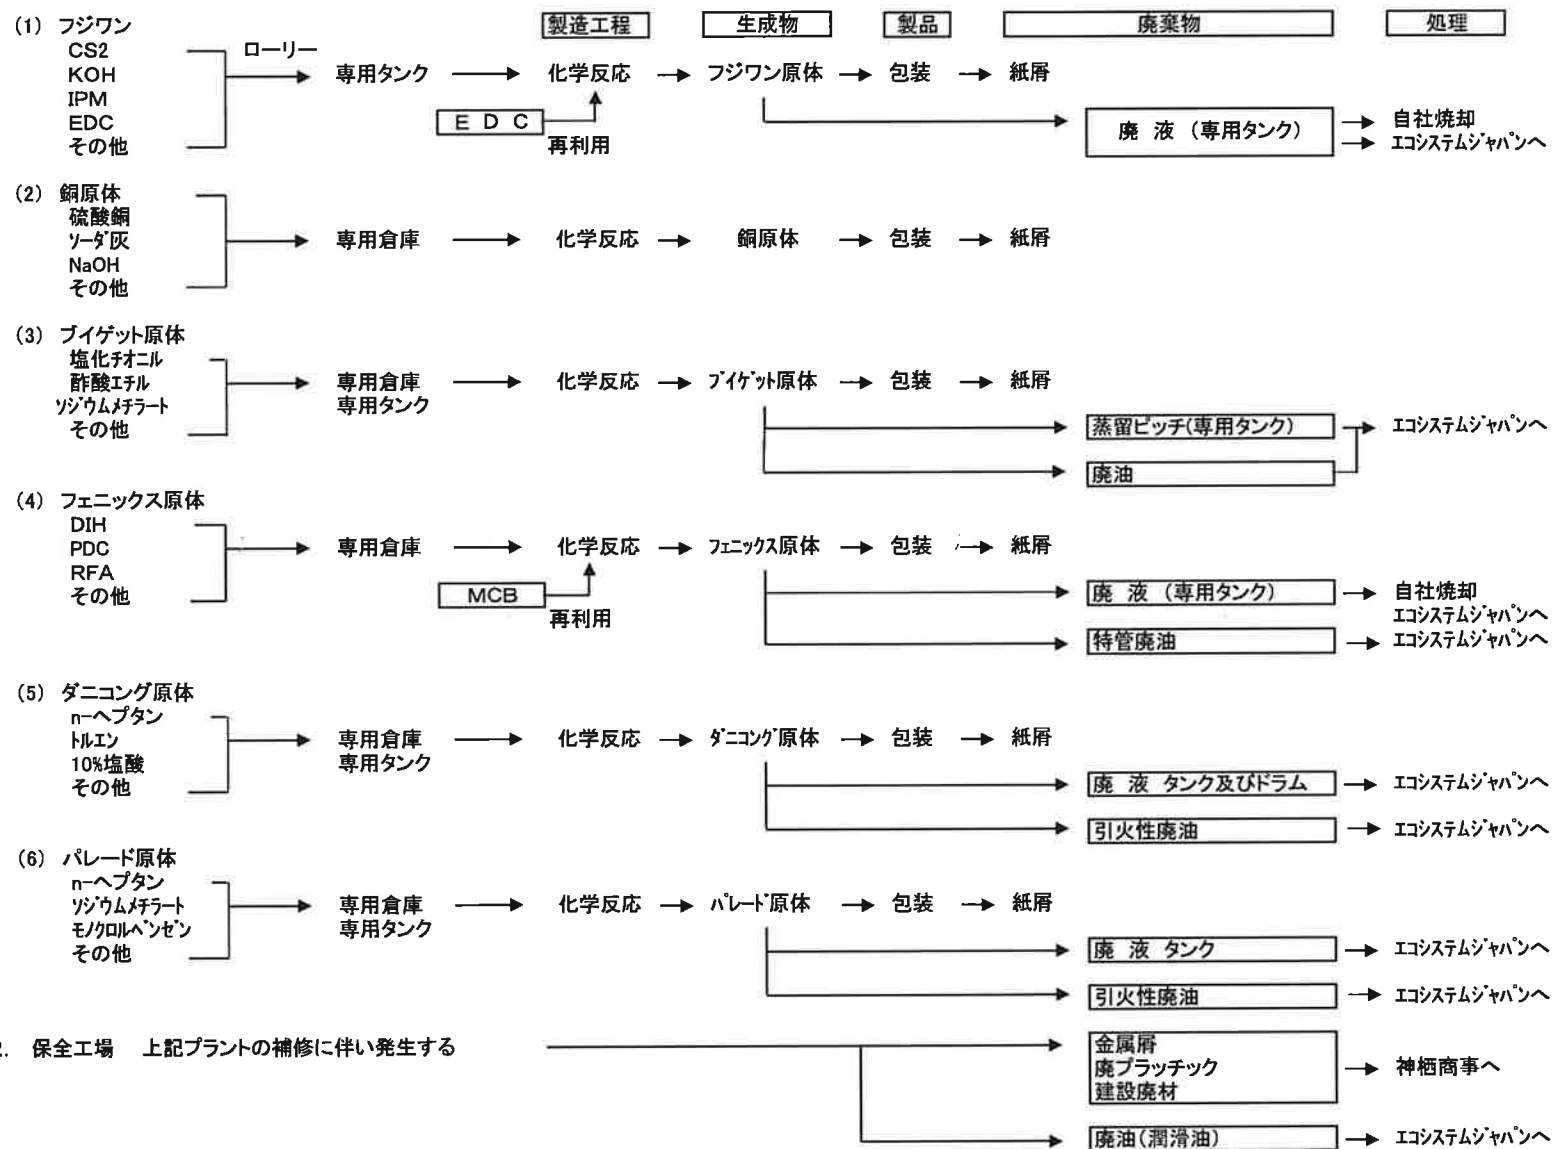 製造工程 生成物 製品 廃棄物 処理
(1) フジワン
CS2 ローリー
KOH 専用タンク 化学反応 フジワン原体 包装 紙屑
IPM
EDC ＥＤＣ 廃 液 (専用タンク) 自社焼却
その他 再利用 ｴｺｼｽﾃﾑｼﾞｬﾊﾟﾝへ
(2) 銅原体
硫酸銅
ｿｰﾀﾞ灰 専用倉庫 化学反応 銅原体 包装 紙屑
NaOH
その他
(3) ブイゲット原体
塩化ﾁｵﾆﾙ
酢酸ｴﾁﾙ 専用倉庫 化学反応 ﾌﾞｲｹﾞｯﾄ原体 包装 紙屑
ｿｼﾞｳﾑﾒﾁﾗｰﾄ 専用タンク
その他 蒸留ピッチ(専用タンク) ｴｺｼｽﾃﾑｼﾞｬﾊﾟﾝへ
廃油
(4) フェニックス原体
DIH
PDC 専用倉庫 化学反応 ﾌｪﾆｯｸｽ原体 包装 紙屑
RFA
その他 MCB 廃 液 (専用タンク) 自社焼却
再利用 ｴｺｼｽﾃﾑｼﾞｬﾊﾟﾝへ
特管廃油 ｴｺｼｽﾃﾑｼﾞｬﾊﾟﾝへ
(5) ダニコング原体
n-ヘプタン
ﾄﾙｴﾝ 専用倉庫 化学反応 ﾀﾞﾆｺﾝｸﾞ原体 包装 紙屑
10%塩酸 専用タンク
その他 廃 液 タンク及びドラム ｴｺｼｽﾃﾑｼﾞｬﾊﾟﾝへ
引火性廃油 ｴｺｼｽﾃﾑｼﾞｬﾊﾟﾝへ
(6) パレード原体
n-ヘプタン
ｿｼﾞｳﾑﾒﾁﾗｰﾄ 専用倉庫 化学反応 ﾊﾟﾚｰﾄﾞ原体 包装 紙屑
ﾓﾉｸﾛﾙﾍﾞﾝｾﾞﾝ 専用タンク
その他 廃 液 タンク ｴｺｼｽﾃﾑｼﾞｬﾊﾟﾝへ
引火性廃油 ｴｺｼｽﾃﾑｼﾞｬﾊﾟﾝへ
2. 保全工場 上記プラントの補修に伴い発生する 金属屑
廃プラッチック 神栖商事へ
建設廃材
廃油(潤滑油) ｴｺｼｽﾃﾑｼﾞｬﾊﾟﾝへ